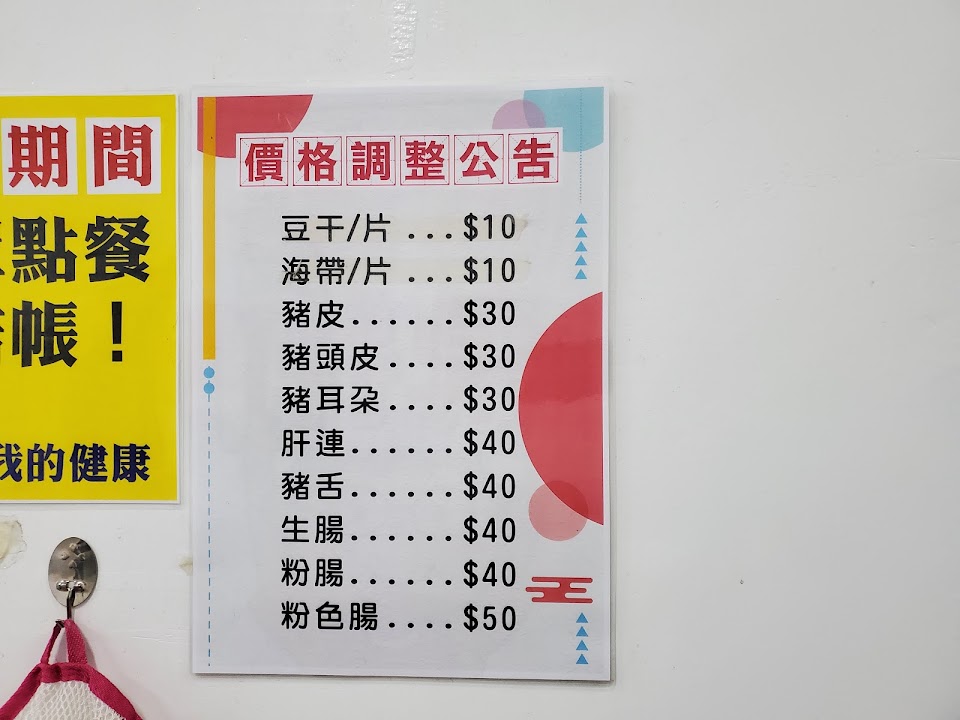 期間
點餐
帳！
我的健康
價格調整公告
豆干/片...$10
海帶/片...$10
豬皮......$30
豬頭皮....$30
豬耳朵....$30
肝連......$40
豬舌......$40
生腸......$40
粉腸......$40
粉色腸....$50